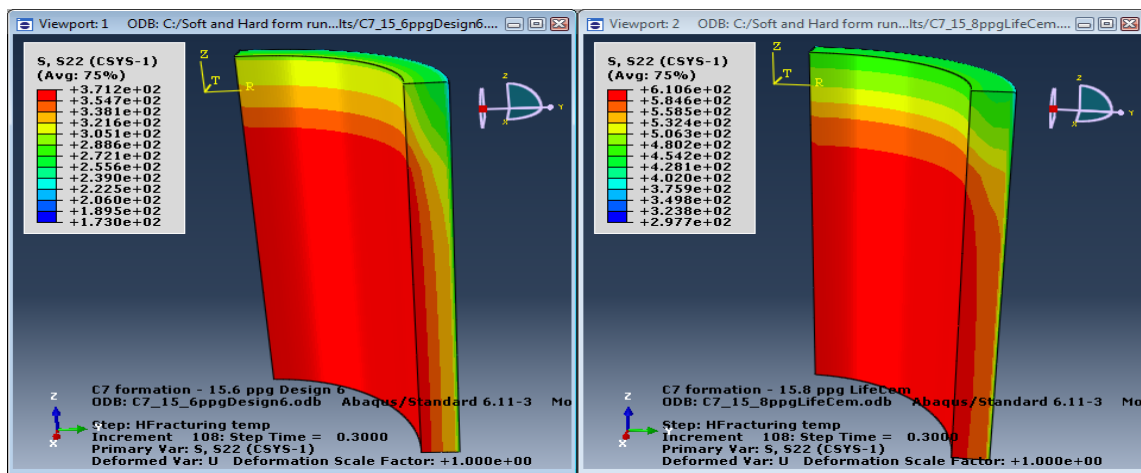 Viewport: 1 ODB: C:/Soft and Hard form run...lts/C7_15_6ppgDesign6....
S, S22 (CSYS-1)
(Avg: 75%)
+3.712e+02
+3.547e+02
+3.381e+02
+3.216e+02
+3.051e+02
+2.886e+02
+2.721e+02
+2.556e+02
+2.390e+02
+2.225e+02
+2.060e+02
+1.895e+02
+1.730e+02
Z
T
R
Z
Y
X
C7 formation - 15.6 ppg Design 6
ODB: C7_15_6ppgDesign6.odb Abaqus/Standard 6.11-3 Mo
Z
X
Step: HFracturing temp
Increment 108: Step Time = 0.3000
Primary Var: S, S22 (CSYS-1)
Deformed Var: U Deformation Scale Factor: +1.000e+00
Viewport: 2 ODB: C:/Soft and Hard form run...lts/C7_15_8ppgLifeCem....
S, S22 (CSYS-1)
(Avg: 75%)
+6.106e+02
+5.846e+02
+5.585e+02
+5.324e+02
+5.063e+02
+4.802e+02
+4.542e+02
+4.281e+02
+4.020e+02
+3.759e+02
+3.498e+02
+3.238e+02
+2.977e+02
Z
T
R
Z
Y
X
C7 formation - 15.8 ppg LifeCem
ODB: C7_15_8ppgLifeCem.odb Abaqus/Standard 6.11-3 Mo
Z
X
Step: HFracturing temp
Increment 108: Step Time = 0.3000
Primary Var: S, S22 (CSYS-1)
Deformed Var: U Deformation Scale Factor: +1.000e+00